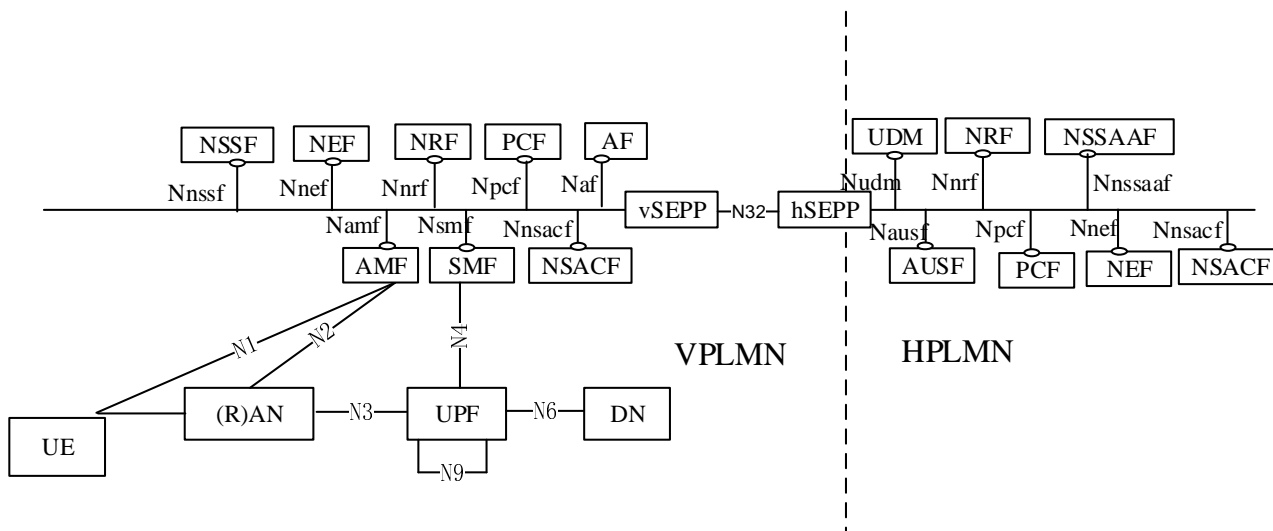 NSSF
NEF
NRF
PCF
AF
UDM
NRF
NSSAAF
Nnssf
Nnef
Nnrf
Npcf
Naf
Nudm
Nnrf
Nnssaaf
vSEPP
N32
hSEPP
Namf
Nsmf
Nnsacf
Nausf
Npcf
Nnef
Nnsacf
AMF
SMF
NSACF
AUSF
PCF
NEF
NSACF
N1
N2
N4
VPLMN
HPLMN
UE
(R)AN
N3
UPF
N6
DN
N9